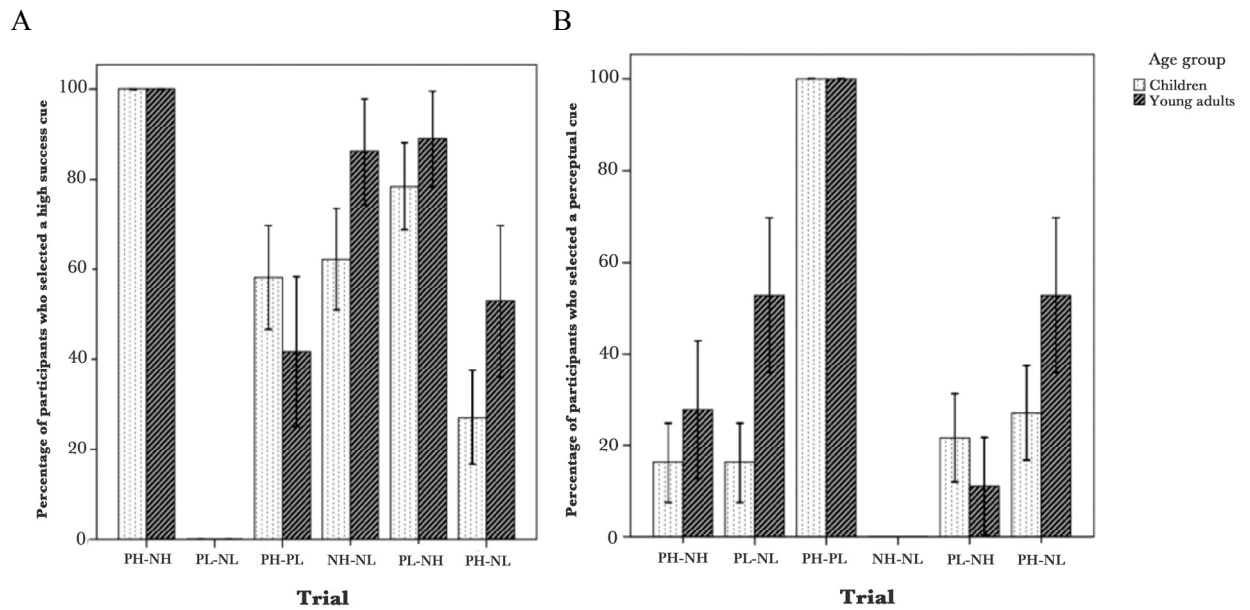 A
Percentage of participants who selected a high success cue
100
80
60
40
20
0
PH-NH PL-NL PH-PL NH-NL PL-NH PH-NL
Trial
B
Percentage of participants who selected a perceptual cue
100
80
60
40
20
0
PH-NH PL-NL PH-PL NH-NL PL-NH PH-NL
Trial
Age group
Children
Young adults